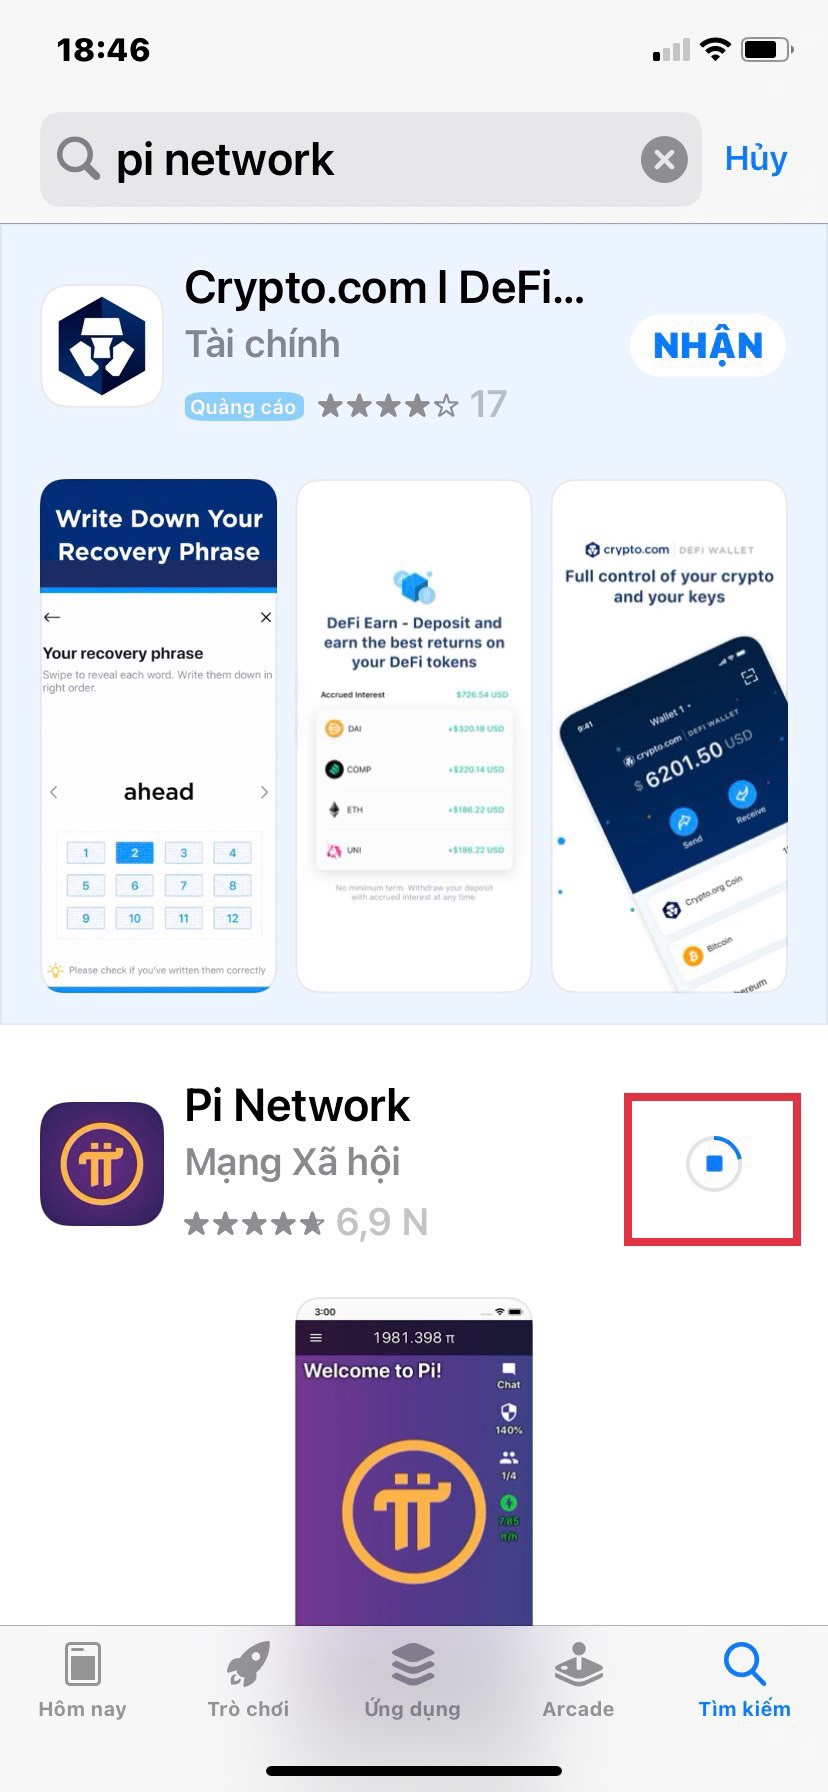 18:46
pi network
Hủy
Crypto.com l DeFi...
Tài chính
NHẬN
Quảng cáo
17
Write Down Your
Recovery Phrase
Your recovery phrase
Swipe to reveal each word. Write them down in
right order.
ahead
1 2 3 4
5 6 7 8
9 10 11 12
Please check if you've written them correctly
DeFi Earn - Deposit and
earn the best returns on
your DeFi tokens
Accrued Interest $726.54 USD
DAI +$320.18 USD
COMP +$220.14 USD
ETH +$186.22 USD
UNI +$186.22 USD
No minimum term. Withdraw your deposit
with accrued interest at any time.
crypto.com DEFI WALLET
Full control of your crypto
and your keys
9:41
Wallet 1
crypto.com DEFI WALLET
$ 6201.50 USD
Send Receive
Crypto.org Coin
Bitcoin
Pi Network
Mạng Xã hội
6,9 N
3:00
1981.398 π
Welcome to Pi!
Chat
140%
1/4
7.85
π/h
Hôm nay
Trò chơi
Ứng dụng
Arcade
Tìm kiếm